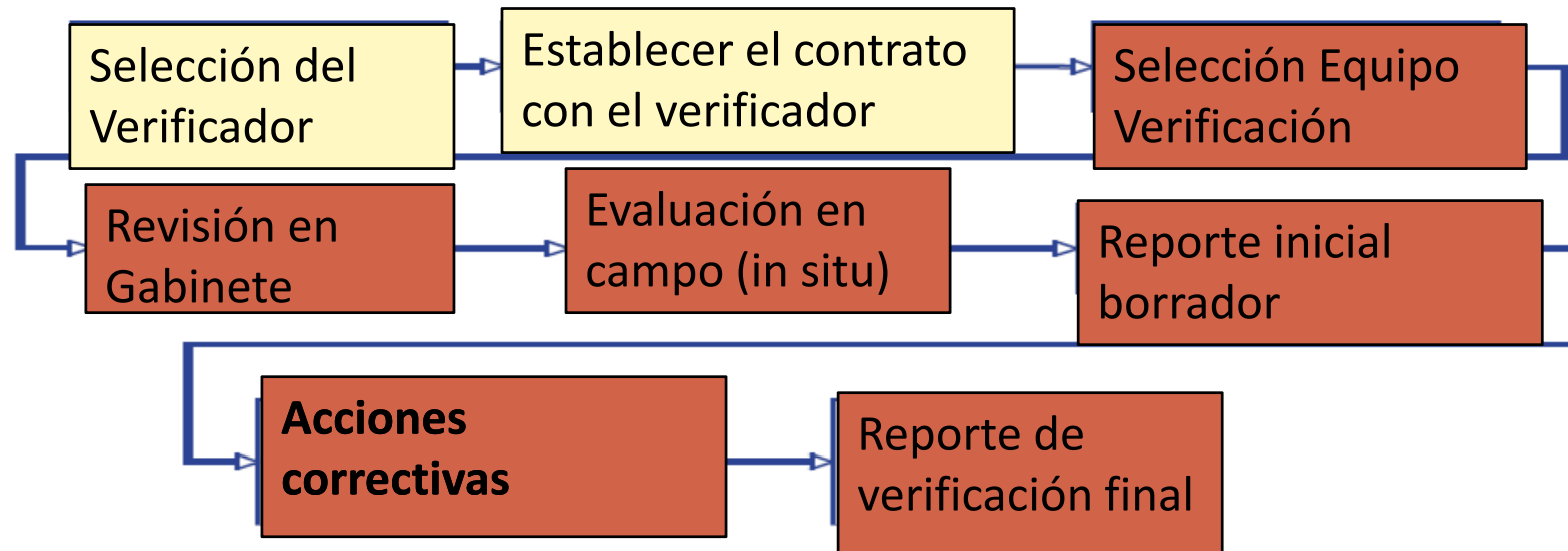 Selección del
Verificador
Establecer el contrato
con el verificador
Selección Equipo
Verificación
Revisión en
Gabinete
Evaluación en
campo (in situ)
Reporte inicial
borrador
Acciones
correctivas
Reporte de
verificación final